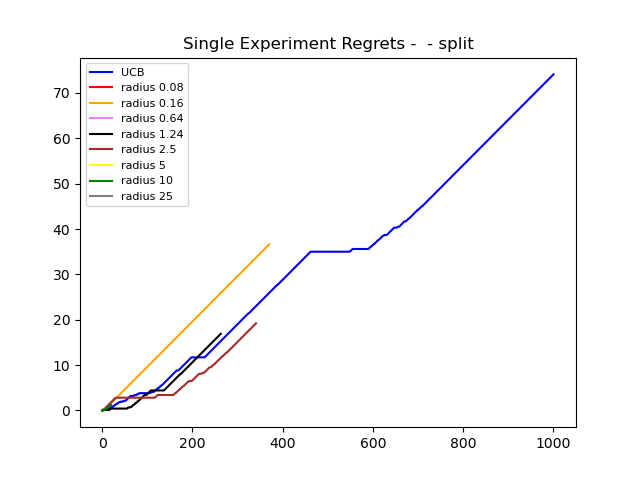 Single Experiment Regrets -  - split
UCB
radius 0.08
radius 0.16
radius 0.64
radius 1.24
radius 2.5
radius 5
radius 10
radius 25
70
60
50
40
30
20
10
0
0 200 400 600 800 1000